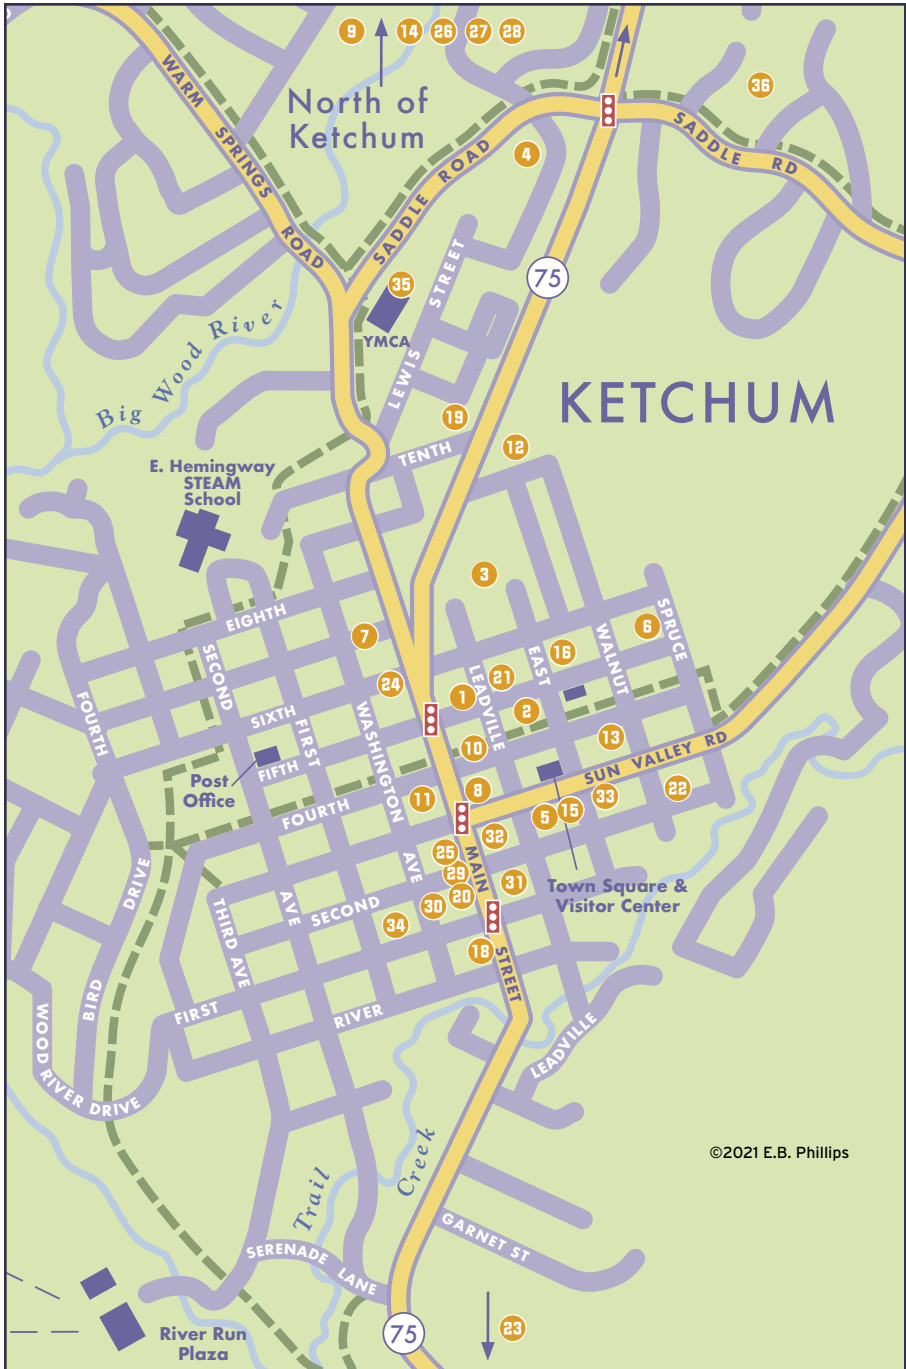 9
14
26
27
28
North of
Ketchum
36
WARM SPRINGS ROAD
SADDLE ROAD
SADDLE RD
4
75
35
YMCA
LEWIS STREET
Big Wood River
KETCHUM
19
12
TENTH
E. Hemingway
STEAM
School
3
EIGHTH
7
SECOND
16
6
EAST
WALNUT
SPRUCE
24
21
1
LEADVILLE
2
FOURTH
SIXTH
FIRST
WASHINGTON
AVE
10
13
FIFTH
SUN VALLEY RD
Post
Office
8
11
22
33
FOURTH
5
15
32
25
MAIN STREET
29
31
Town Square &
Visitor Center
20
30
DRIVE
BIRD
THIRD AVE
AVE
SECOND
34
18
FIRST
RIVER
LEADVILLE
WOOD RIVER DRIVE
©2021 E.B. Phillips
Trail Creek
GARNET ST
SERENADE LANE
75
23
River Run
Plaza